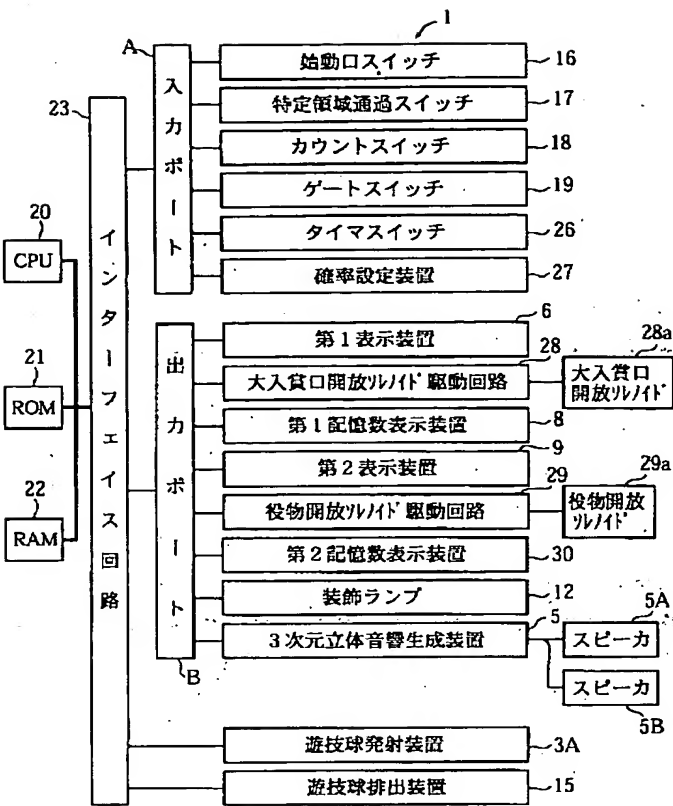 1
A
入力ポート
始動口スイッチ
16
23
特定領域通過スイッチ
17
カウントスイッチ
18
ゲートスイッチ
19
20
CPU
タイマスイッチ
26
確率設定装置
27
インターフェイス回路
6
出力ポート
第1表示装置
28
28a
大入賞口開放ソレノイド駆動回路
大入賞口
開放ソレノイド
21
ROM
第1記憶数表示装置
8
9
第2表示装置
29
29a
役物開放ソレノイド駆動回路
役物開放
ソレノイド
22
RAM
第2記憶数表示装置
30
装飾ランプ
12
5
5A
3次元立体音響生成装置
スピーカ
B
スピーカ
5B
遊技球発射装置
3A
遊技球排出装置
15